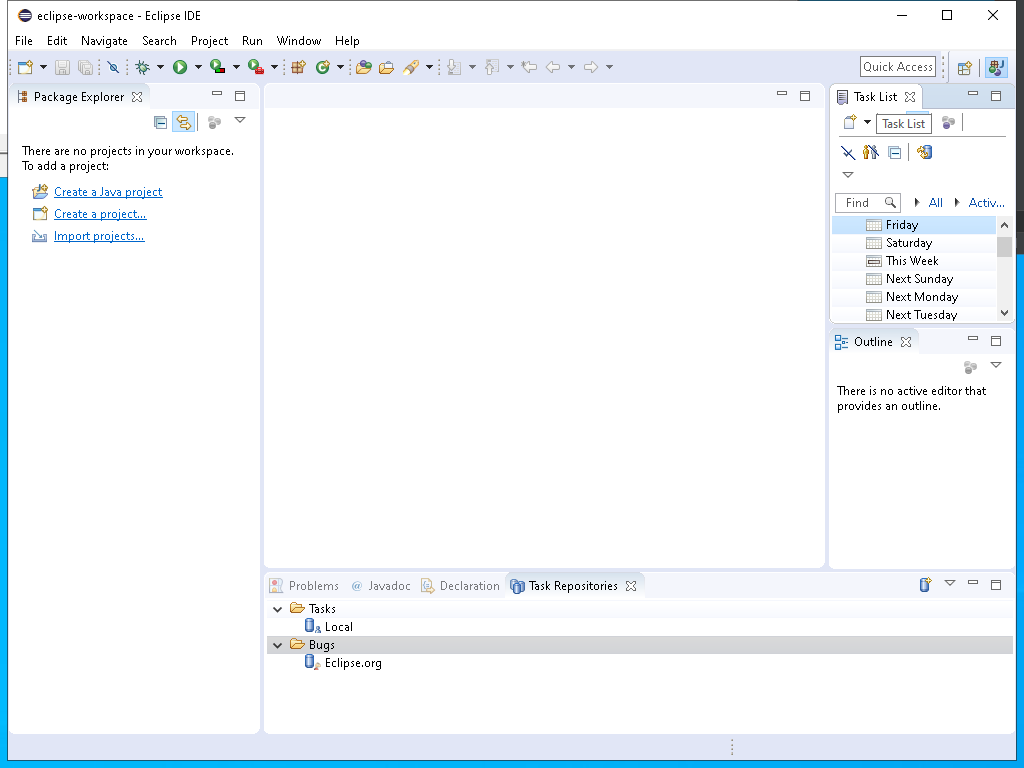 eclipse-workspace - Eclipse IDE
File Edit Navigate Search Project Run Window Help
Quick Access
Package Explorer
There are no projects in your workspace.
To add a project:
Create a Java project
Create a project...
Import projects...
Task List
Task List
Find All Activ...
Friday
Saturday
This Week
Next Sunday
Next Monday
Next Tuesday
Outline
There is no active editor that
provides an outline.
Problems @ Javadoc Declaration Task Repositories
Tasks
Local
Bugs
Eclipse.org